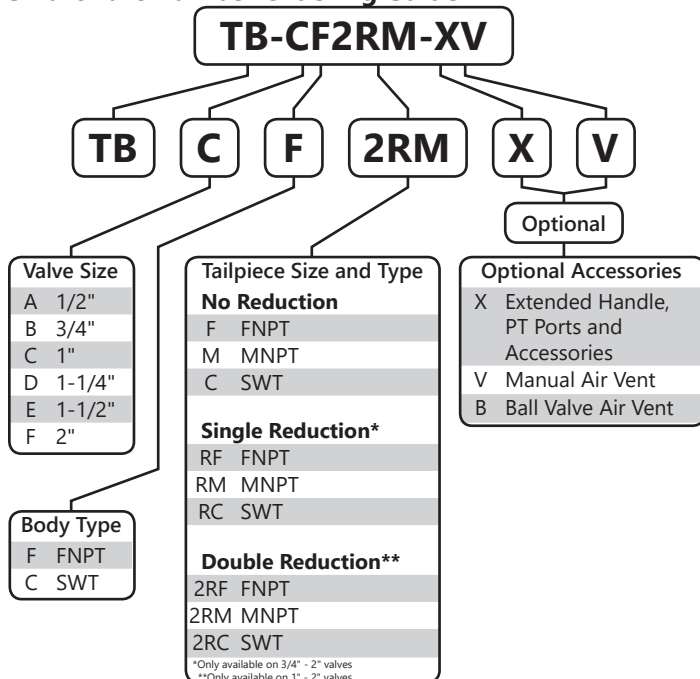 TB-CF2RM-XV
TB
C
F
2RM
X
V
Optional
Valve Size
A 1/2"
B 3/4"
C 1"
D 1-1/4"
E 1-1/2"
F 2"
Body Type
F FNPT
C SWT
Tailpiece Size and Type
No Reduction
F FNPT
M MNPT
C SWT
Single Reduction*
RF FNPT
RM MNPT
RC SWT
Double Reduction**
2RF FNPT
2RM MNPT
2RC SWT
*Only available on 3/4" - 2" valves
**Only available on 1" - 2" valves
Optional Accessories
X Extended Handle,
PT Ports and
Accessories
V Manual Air Vent
B Ball Valve Air Vent